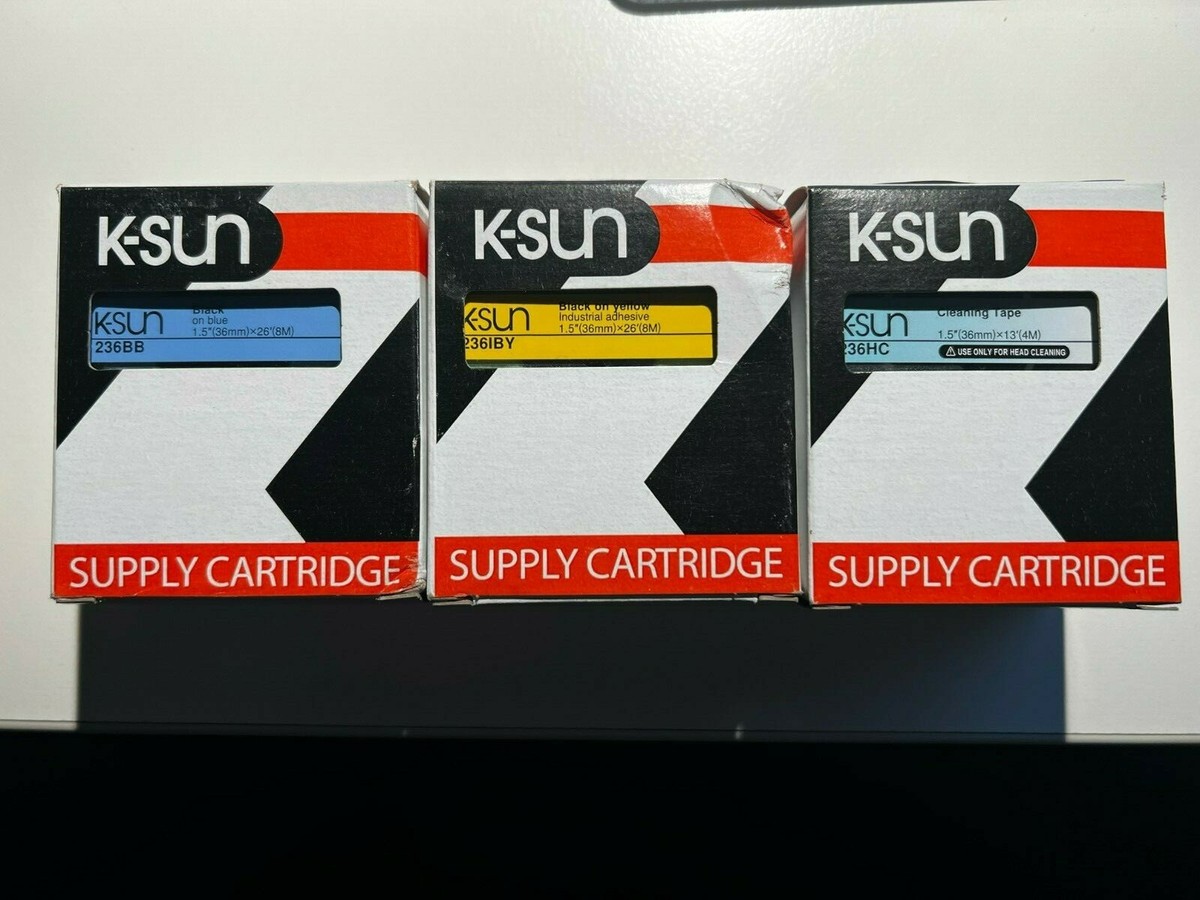 K-SUN
K-SUN
Black
on blue
1.5"(36mm)×26'(8M)
236BB
SUPPLY CARTRIDGE
K-SUN
K-SUN
Black on yellow
Industrial adhesive
1.5"(36mm)×26'(8M)
236IBY
SUPPLY CARTRIDGE
K-SUN
K-SUN
Cleaning Tape
1.5"(36mm)×13'(4M)
236HC
USE ONLY FOR HEAD CLEANING
SUPPLY CARTRIDGE